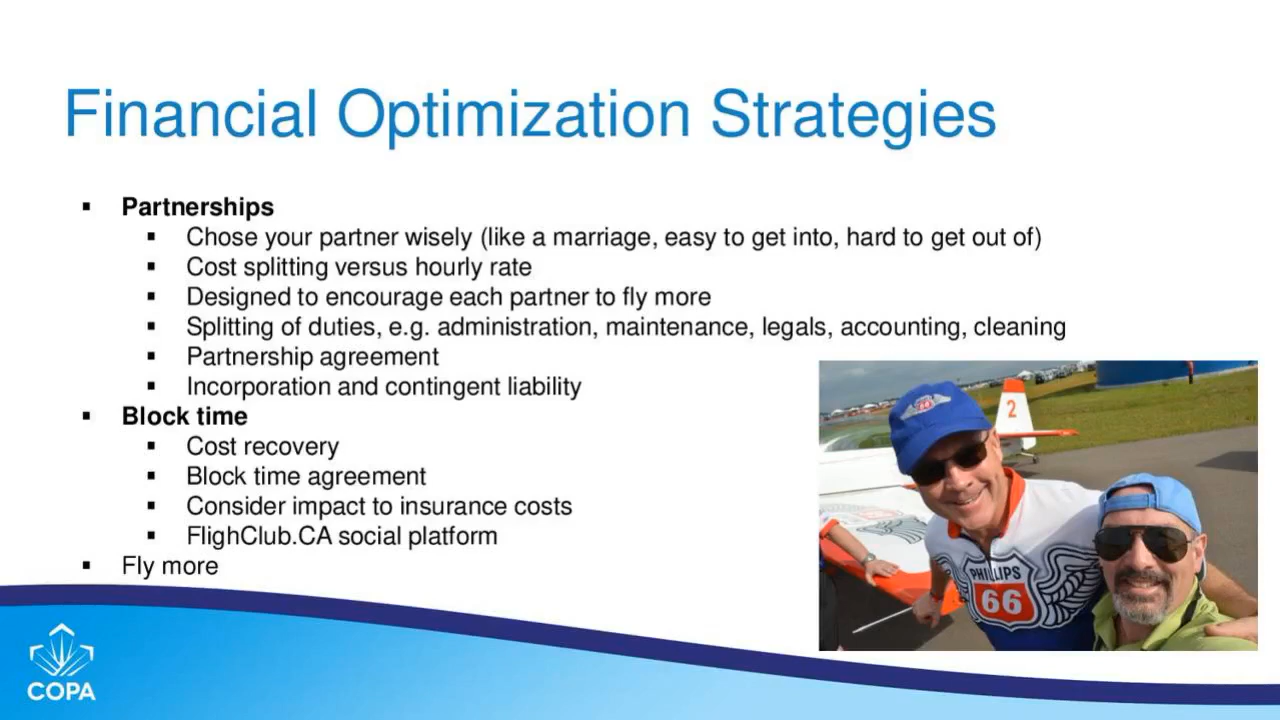 Financial Optimization Strategies
▪ Partnerships
▪ Chose your partner wisely (like a marriage, easy to get into, hard to get out of)
▪ Cost splitting versus hourly rate
▪ Designed to encourage each partner to fly more
▪ Splitting of duties, e.g. administration, maintenance, legals, accounting, cleaning
▪ Partnership agreement
▪ Incorporation and contingent liability
▪ Block time
▪ Cost recovery
▪ Block time agreement
▪ Consider impact to insurance costs
▪ FlighClub.CA social platform
▪ Fly more
2
66
PHILLIPS
66
COPA